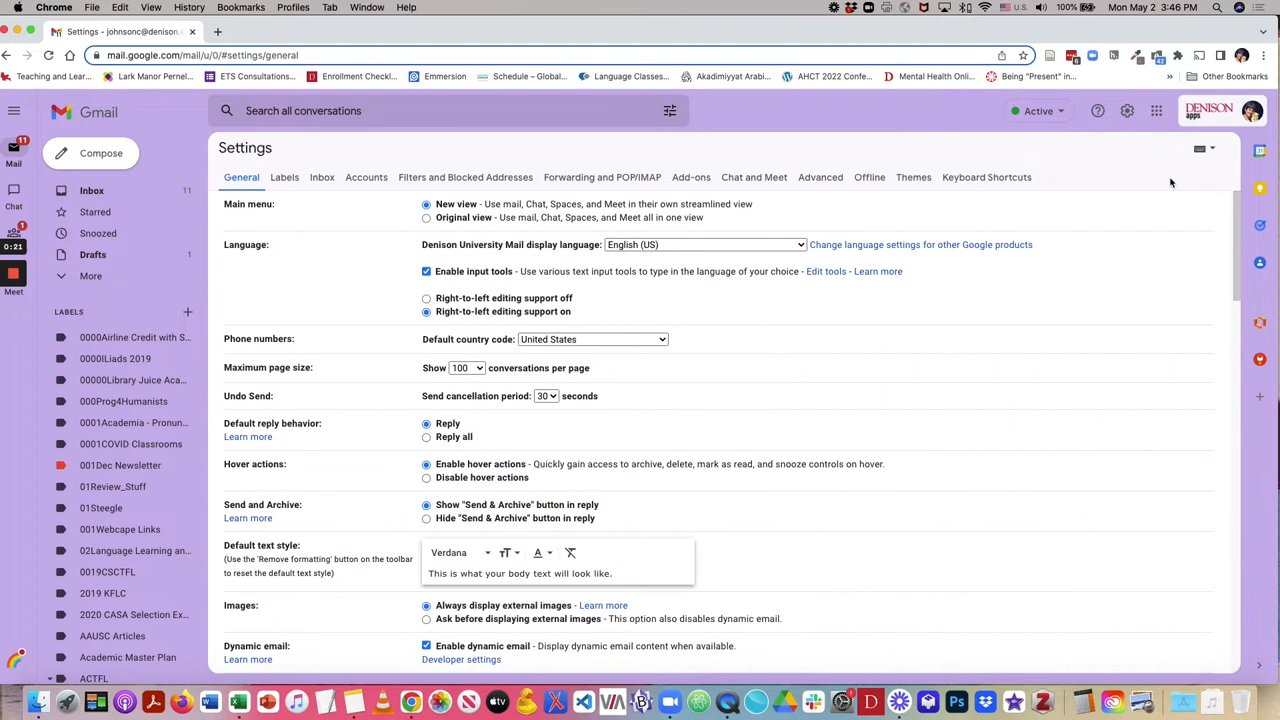 Chrome File Edit View History Bookmarks Profiles Tab Window Help
U.S. 100% Mon May 2 3:46 PM
Settings - johnsonc@denison.e
mail.google.com/mail/u/0/#settings/general
Teaching and Lear... Lark Manor Pernel... ETS Consultations... Enrollment Checkl... Emmersion Schedule – Global... Language Classes... Akadimiyyat Arabi... AHCT 2022 Confe... Mental Health Onli... Being "Present" in... » Other Bookmarks
Gmail
Search all conversations
Active
DENISON
apps
11
Mail
Chat
1
0:21
Meet
Compose
Inbox 11
Starred
Snoozed
Drafts 1
More
LABELS
0000Airline Credit with S...
0000ILiads 2019
00000Library Juice Aca...
000Prog4Humanists
0001Academia - Pronun...
0001COVID Classrooms
001Dec Newsletter
01Review_Stuff
01Steegle
001Webcape Links
02Language Learning an...
0019CSCTFL
2019 KFLC
2020 CASA Selection Ex...
AAUSC Articles
Academic Master Plan
ACTFL
Settings
General Labels Inbox Accounts Filters and Blocked Addresses Forwarding and POP/IMAP Add-ons Chat and Meet Advanced Offline Themes Keyboard Shortcuts
Main menu: New view - Use mail, Chat, Spaces, and Meet in their own streamlined view
Original view - Use mail, Chat, Spaces, and Meet all in one view
Language: Denison University Mail display language: English (US) Change language settings for other Google products
Enable input tools - Use various text input tools to type in the language of your choice - Edit tools - Learn more
Right-to-left editing support off
Right-to-left editing support on
Phone numbers: Default country code: United States
Maximum page size: Show 100 conversations per page
Undo Send: Send cancellation period: 30 seconds
Default reply behavior: Reply
Learn more Reply all
Hover actions: Enable hover actions - Quickly gain access to archive, delete, mark as read, and snooze controls on hover.
Disable hover actions
Send and Archive: Show "Send & Archive" button in reply
Learn more Hide "Send & Archive" button in reply
Default text style: Verdana
(Use the 'Remove formatting' button on the toolbar
to reset the default text style) This is what your body text will look like.
Images: Always display external images - Learn more
Ask before displaying external images - This option also disables dynamic email.
Dynamic email: Enable dynamic email - Display dynamic email content when available.
Learn more Developer settings